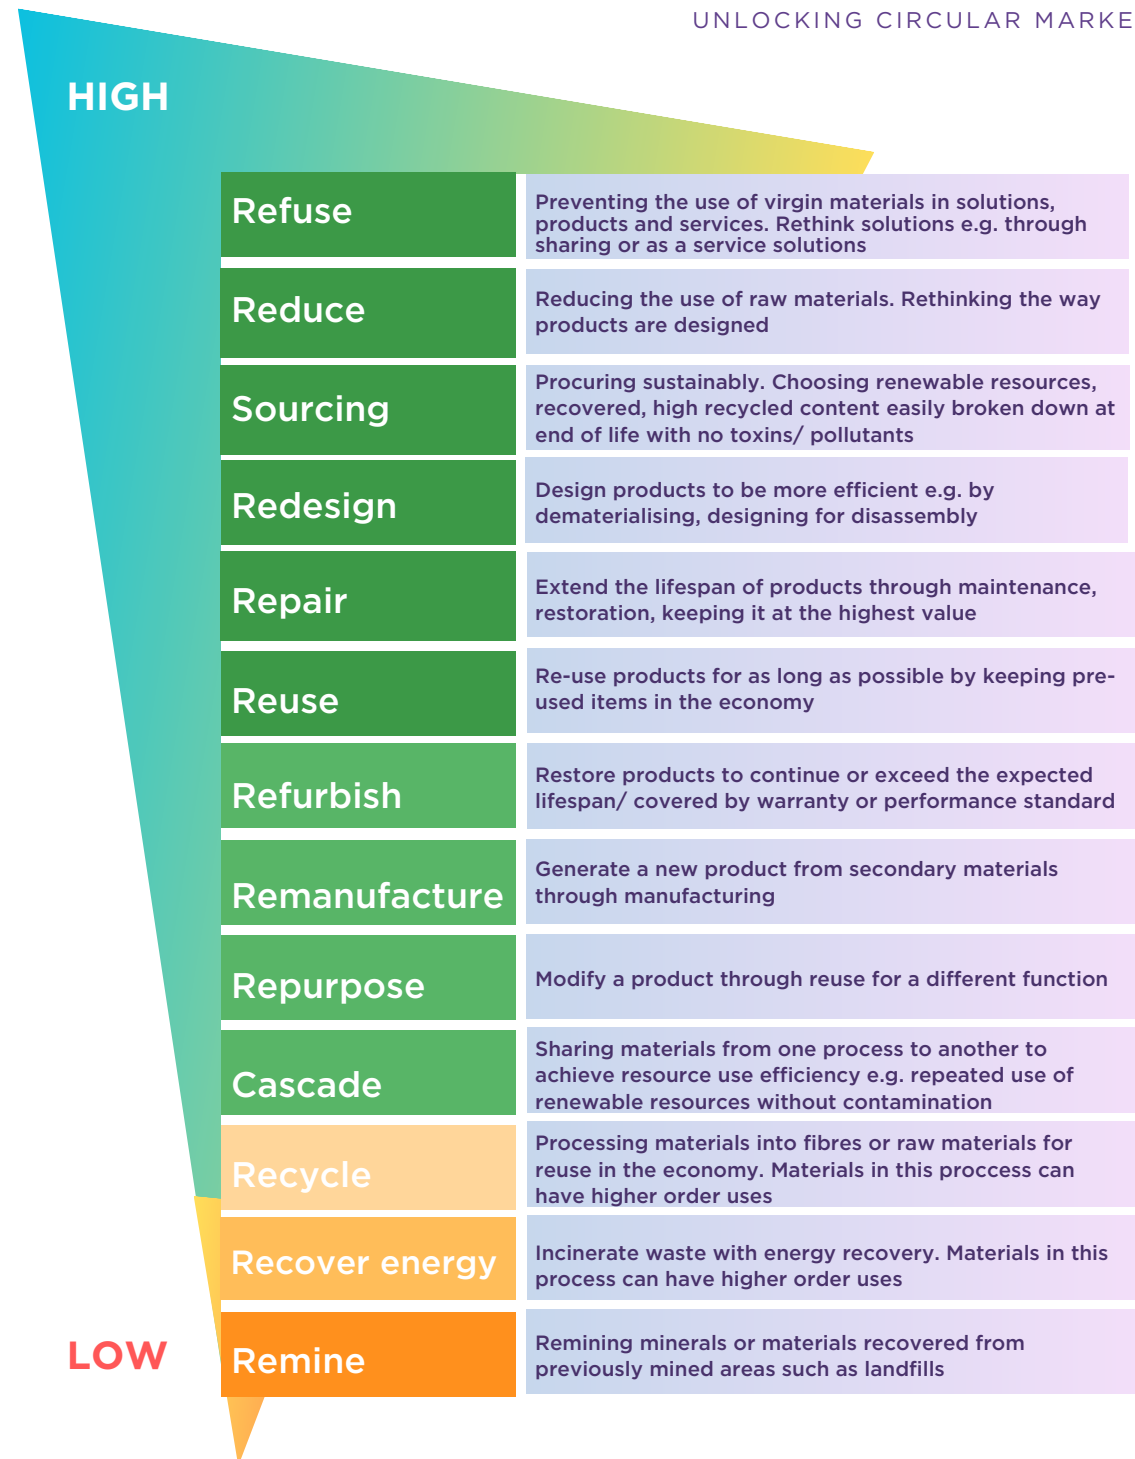 UNLOCKING CIRCULAR MARKE
HIGH
Refuse
Preventing the use of virgin materials in solutions,
products and services. Rethink solutions e.g. through
sharing or as a service solutions
Reduce
Reducing the use of raw materials. Rethinking the way
products are designed
Sourcing
Procuring sustainably. Choosing renewable resources,
recovered, high recycled content easily broken down at
end of life with no toxins/ pollutants
Redesign
Design products to be more efficient e.g. by
dematerialising, designing for disassembly
Repair
Extend the lifespan of products through maintenance,
restoration, keeping it at the highest value
Reuse
Re-use products for as long as possible by keeping pre-
used items in the economy
Refurbish
Restore products to continue or exceed the expected
lifespan/ covered by warranty or performance standard
Remanufacture
Generate a new product from secondary materials
through manufacturing
Repurpose
Modify a product through reuse for a different function
Cascade
Sharing materials from one process to another to
achieve resource use efficiency e.g. repeated use of
renewable resources without contamination
Recycle
Processing materials into fibres or raw materials for
reuse in the economy. Materials in this proccess can
have higher order uses
Recover energy
Incinerate waste with energy recovery. Materials in this
process can have higher order uses
LOW
Remine
Remining minerals or materials recovered from
previously mined areas such as landfills